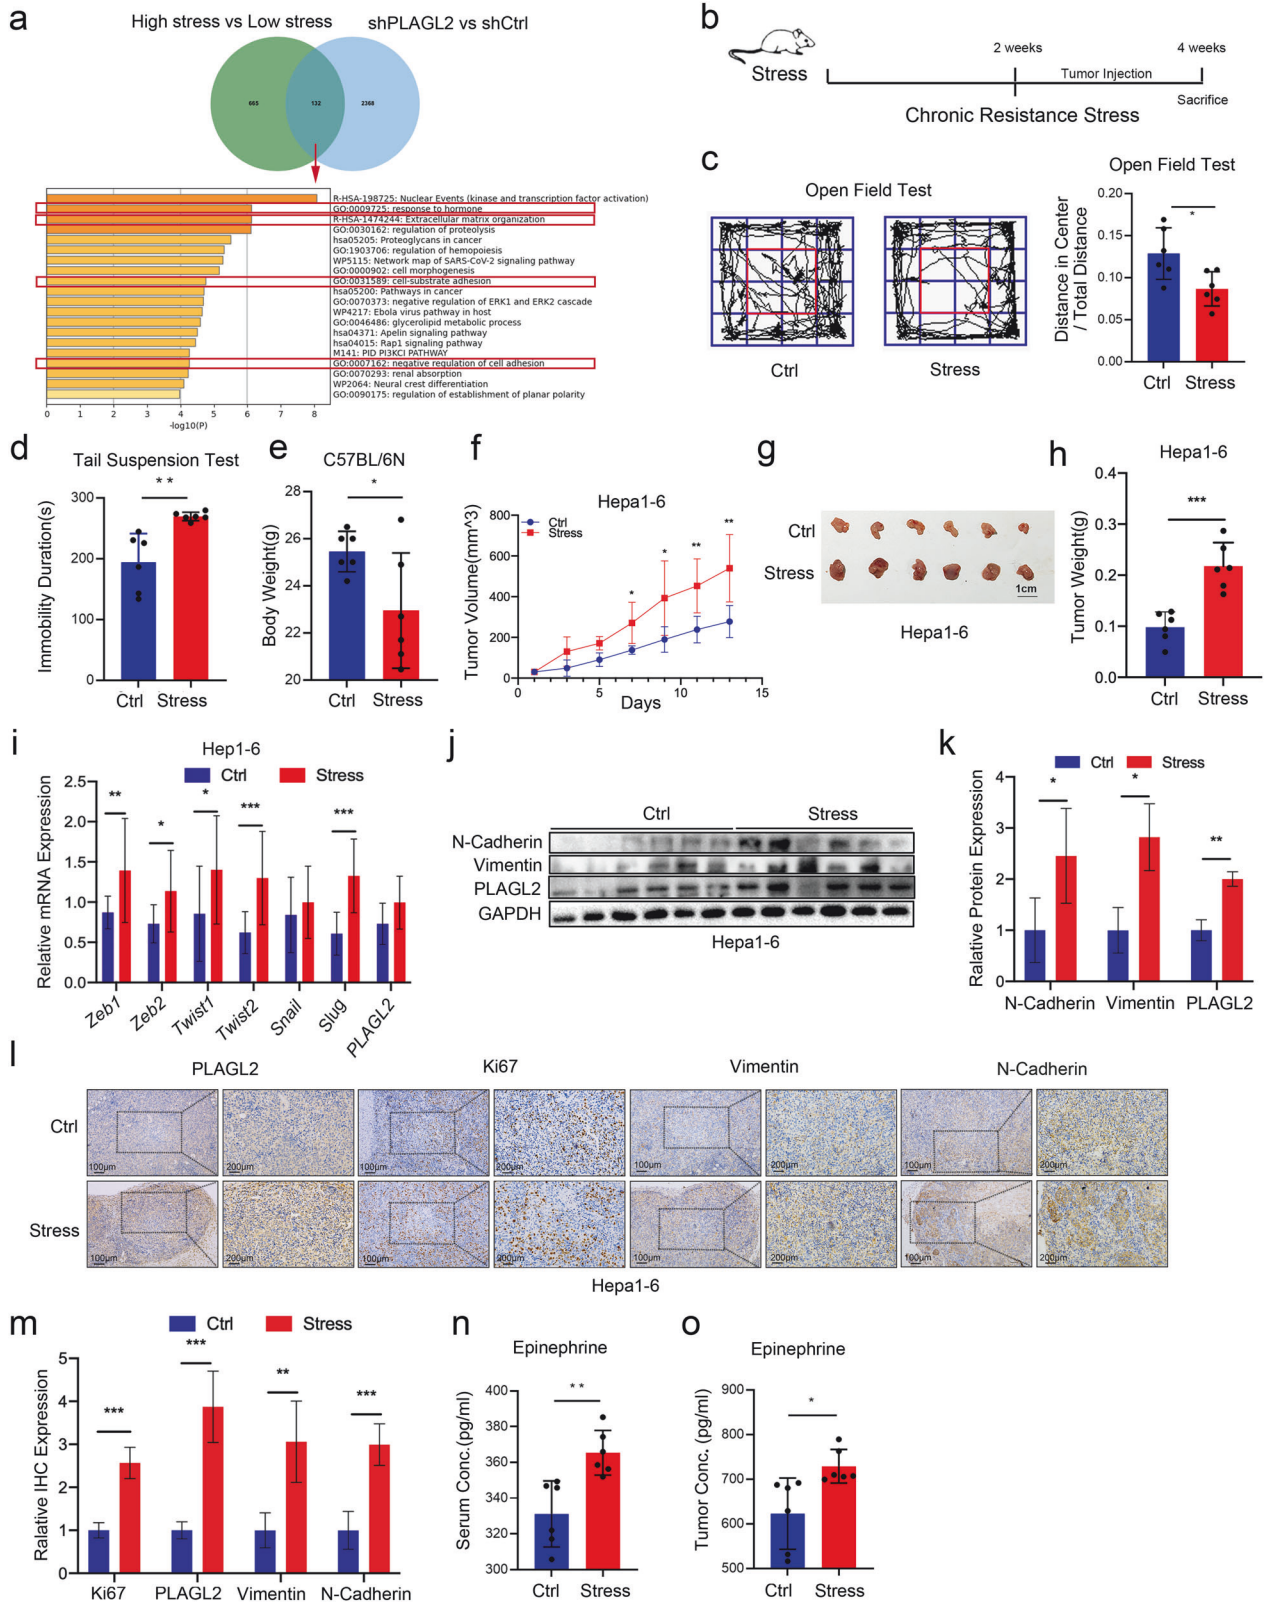 a
High stress vs Low stress
shPLAGL2 vs shCtrl
665
132
2368
R-HSA-198725: Nuclear Events (kinase and transcription factor activation)
GO:0009725: response to hormone
R-HSA-1474244: Extracellular matrix organization
GO:0030162: regulation of proteolysis
hsa05205: Proteoglycans in cancer
GO:1903706: regulation of hemopoiesis
WP5115: Network map of SARS-CoV-2 signaling pathway
GO:0000902: cell morphogenesis
GO:0031589: cell-substrate adhesion
hsa05200: Pathways in cancer
GO:0070373: negative regulation of ERK1 and ERK2 cascade
WP4217: Ebola virus pathway in host
GO:0046486: glycerolipid metabolic process
hsa04371: Apelin signaling pathway
hsa04015: Rap1 signaling pathway
M141: PID PI3KCI PATHWAY
GO:0007162: negative regulation of cell adhesion
GO:0070293: renal absorption
WP2064: Neural crest differentiation
GO:0090175: regulation of establishment of planar polarity
0 1 2 3 4 5 6 7 8
-log10(P)
b
Stress
2 weeks
4 weeks
Tumor Injection
Sacrifice
Chronic Resistance Stress
c
Open Field Test
Ctrl
Stress
Open Field Test
Distance in Center
/ Total Distance
0.20
0.15
0.10
0.05
0.00
*
Ctrl
Stress
d
Tail Suspension Test
Immobility Duration(s)
300
200
100
0
**
Ctrl Stress
e
C57BL/6N
Body Weight(g)
28
26
24
22
20
*
Ctrl Stress
f
Hepa1-6
Ctrl
Stress
Tumor Volume(mm^3)
800
600
400
200
0
* * ** **
0 5 10 15
Days
g
Ctrl
Stress
1cm
Hepa1-6
h
Hepa1-6
Tumor Weight(g)
0.4
0.3
0.2
0.1
0.0
***
Ctrl Stress
i
Hep1-6
Ctrl Stress
Relative mRNA Expression
2.5
2.0
1.5
1.0
0.5
0.0
** * * *** ***
Zeb1 Zeb2 Twist1 Twist2 Snail Slug PLAGL2
j
Ctrl Stress
N-Cadherin
Vimentin
PLAGL2
GAPDH
Hepa1-6
k
Ctrl Stress
Ralative Protein Expression
4
3
2
1
0
* * **
N-Cadherin Vimentin PLAGL2
l
PLAGL2 Ki67 Vimentin N-Cadherin
Ctrl
100μm 200μm 100μm 200μm 100μm 200μm 100μm 200μm
Stress
100μm 200μm 100μm 200μm 100μm 200μm 100μm 200μm
Hepa1-6
m
Ctrl Stress
Ralative IHC Expression
5
4
3
2
1
0
*** *** ** ***
Ki67 PLAGL2 Vimentin N-Cadherin
n
Epinephrine
Serum Conc.(pg/ml)
400
380
360
340
320
300
**
Ctrl Stress
o
Epinephrine
Tumor Conc. (pg/ml)
900
800
700
600
500
*
Ctrl Stress